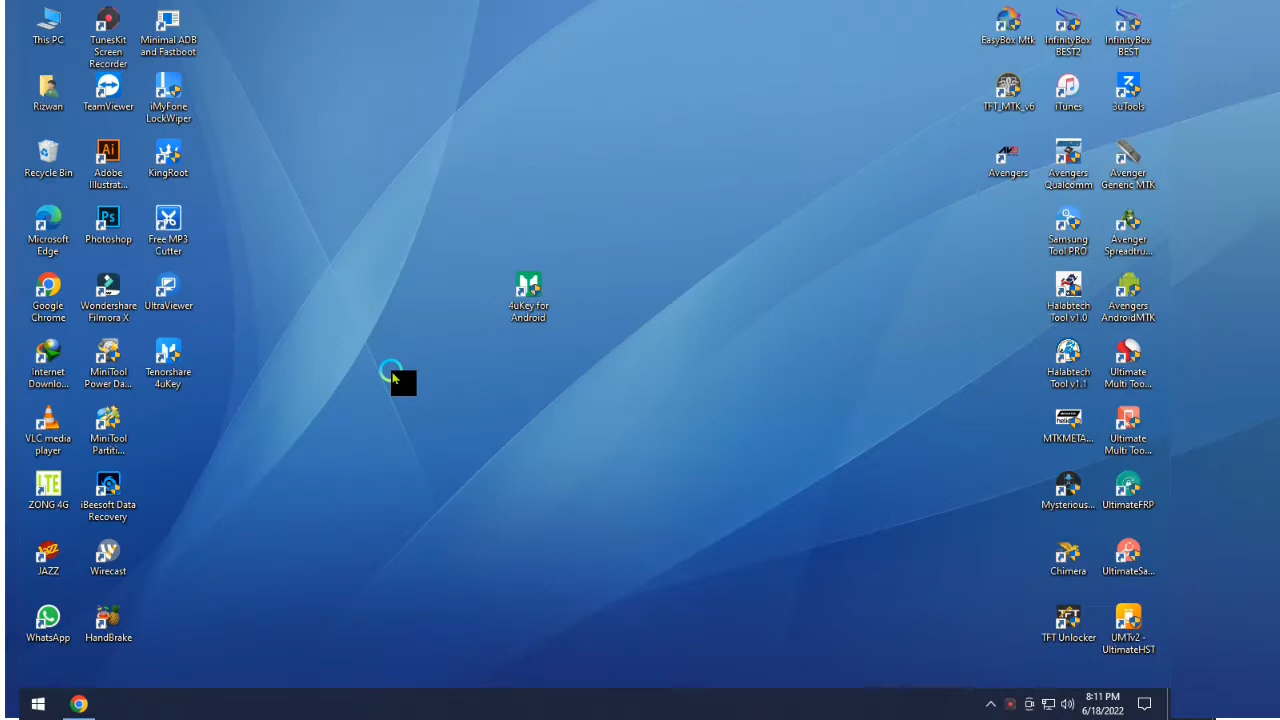 This PC
TunesKit
Screen
Recorder
Minimal ADB
and Fastboot
EasyBox Mtk
InfinityBox
BEST2
InfinityBox
BEST
Rizwan
TeamViewer
iMyFone
LockWiper
TFT_MTK_v6
iTunes
3uTools
Recycle Bin
Ai
Adobe
Illustrat...
KingRoot
Avengers
Avengers
Qualcomm
Avenger
Generic MTK
Microsoft
Edge
Ps
Photoshop
Free MP3
Cutter
Samsung
Tool PRO
Avenger
Spreadtru...
Google
Chrome
Wondershare
Filmora X
UltraViewer
4uKey for
Android
Halabtech
Tool v1.0
Avengers
AndroidMTK
Internet
Downlo...
MiniTool
Power Da...
Tenorshare
4uKey
Halabtech
Tool v1.1
Ultimate
Multi Too...
VLC media
player
MiniTool
Partiti...
MTKMETA...
Ultimate
Multi Too...
LTE
ZONG 4G
iBeesoft Data
Recovery
Mysterious...
UltimateFRP
JAZZ
Wirecast
Chimera
UltimateSa...
WhatsApp
HandBrake
TFT
TFT Unlocker
UMTv2 -
UltimateHST
8:11 PM
6/18/2022